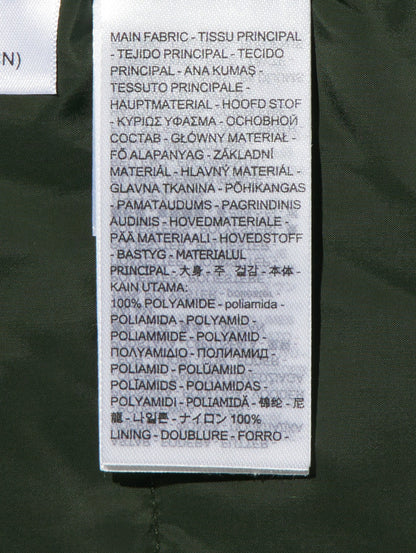 CN)
MAIN FABRIC - TISSU PRINCIPAL
- TEJIDO PRINCIPAL - TECIDO
PRINCIPAL - ANA KUMAŞ -
TESSUTO PRINCIPALE -
HAUPTMATERIAL - HOOFD STOF
- ΚΥΡΙΩΣ ΥΦΑΣΜΑ - ОСНОВНОЙ
СОСТАВ - GŁÓWNY MATERIAŁ -
FŐ ALAPANYAG - ZÁKLADNÍ
MATERIÁL - HLAVNÝ MATERIÁL -
GLAVNA TKANINA - PÕHIKANGAS
- PAMATAUDUMS - PAGRINDINIS
AUDINIS - HOVEDMATERIALE -
PÄÄ MATERIAALI - HOVEDSTOFF
- BASTYG - MATERIALUL
PRINCIPAL - 大身 - 주 겉감 - 本体 -
KAIN UTAMA:
100% POLYAMIDE - poliamida -
POLIAMIDA - POLYAMİD -
POLIAMMIDE - POLYAMID -
ΠΟΛΥΑΜΙΔΙΟ - ПОЛИАМИД -
POLIAMID - POLÜAMIID -
POLIAMĪDS - POLIAMIDAS -
POLYAMIDI - POLIAMIDĂ - 锦纶 - 尼
龍 - 나일론 - ナイロン 100%
LINING - DOUBLURE - FORRO -